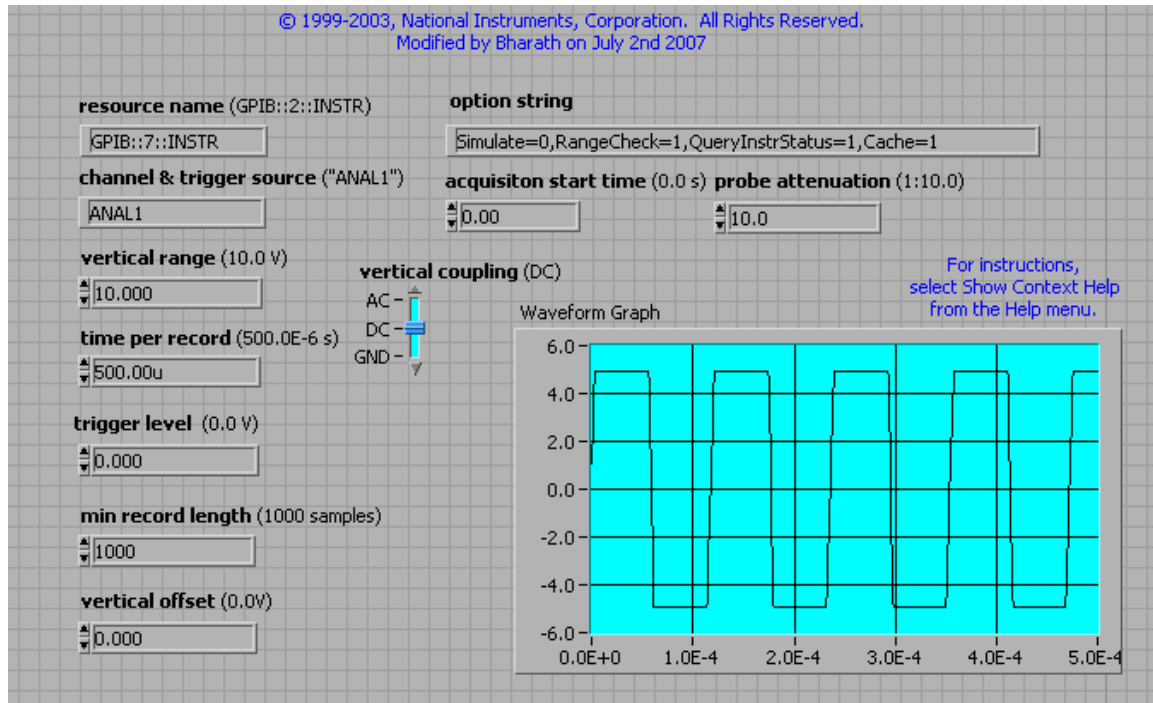 © 1999-2003, National Instruments, Corporation.  All Rights Reserved.
Modified by Bharath on July 2nd 2007
resource name (GPIB::2::INSTR)
GPIB::7::INSTR
option string
Simulate=0,RangeCheck=1,QueryInstrStatus=1,Cache=1
channel & trigger source ("ANAL1")
ANAL1
acquisiton start time (0.0 s)
0.00
probe attenuation (1:10.0)
10.0
vertical range (10.0 V)
10.000
vertical coupling (DC)
AC
DC
GND
For instructions,
select Show Context Help
from the Help menu.
time per record (500.0E-6 s)
500.00u
trigger level (0.0 V)
0.000
min record length (1000 samples)
1000
vertical offset (0.0V)
0.000
Waveform Graph
6.0
4.0
2.0
0.0
-2.0
-4.0
-6.0
0.0E+0 1.0E-4 2.0E-4 3.0E-4 4.0E-4 5.0E-4